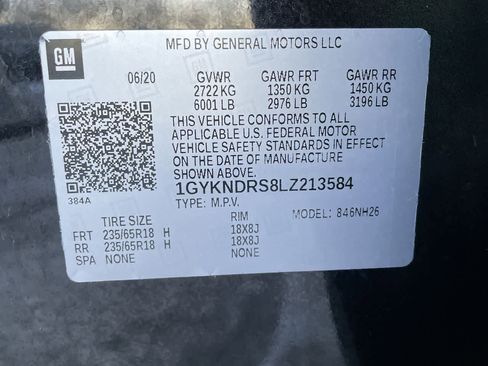 GM
MFD BY GENERAL MOTORS LLC
06/20 GVWR GAWR FRT GAWR RR
2722 KG 1350 KG 1450 KG
6001 LB 2976 LB 3196 LB
THIS VEHICLE CONFORMS TO ALL
APPLICABLE U.S. FEDERAL MOTOR
VEHICLE SAFETY STANDARDS IN EFFECT
ON THE DATE OF MANUFACTURE
SHOWN ABOVE.
384A
1GYKNDRS8LZ213584
TYPE: M.P.V.
TIRE SIZE RIM MODEL: 846NH26
FRT 235/65R18 H 18X8J
RR 235/65R18 H 18X8J
SPA NONE NONE